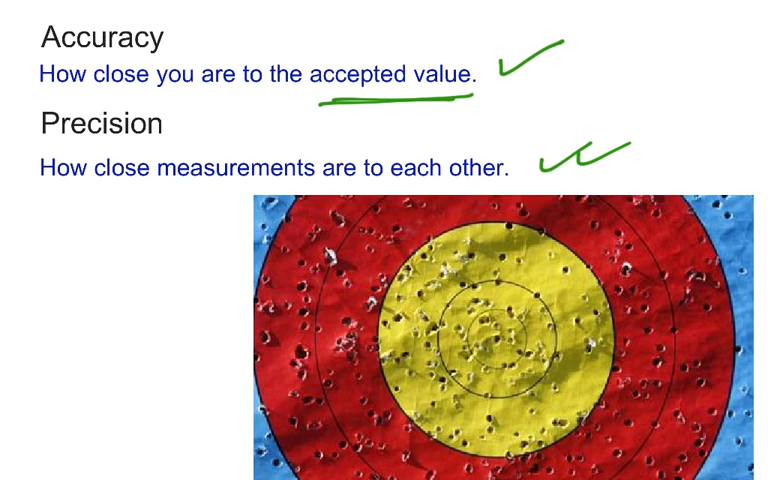 Accuracy
How close you are to the accepted value.
Precision
How close measurements are to each other.